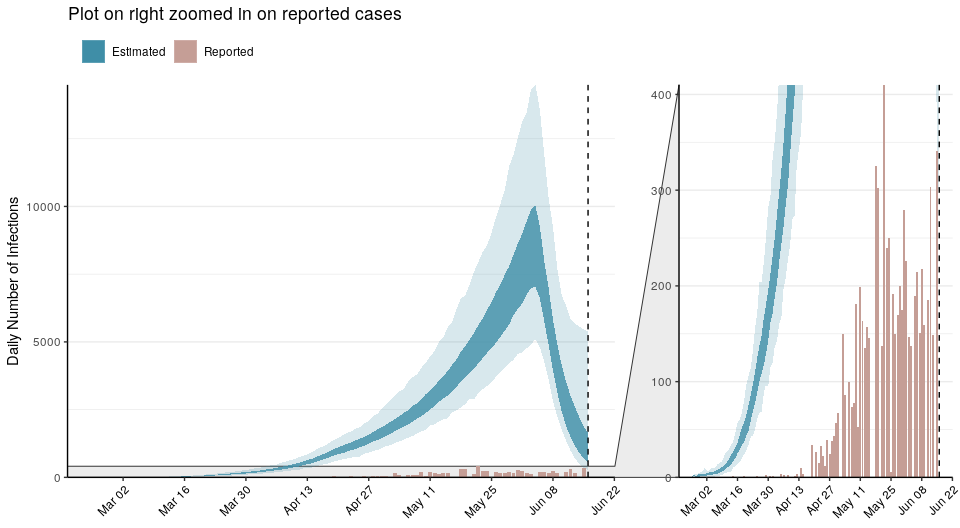 Plot on right zoomed in on reported cases
Estimated Reported
Daily Number of Infections
10000
5000
0
Mar 02 Mar 16 Mar 30 Apr 13 Apr 27 May 11 May 25 Jun 08 Jun 22
400
300
200
100
0
Mar 02 Mar 16 Mar 30 Apr 13 Apr 27 May 11 May 25 Jun 08 Jun 22